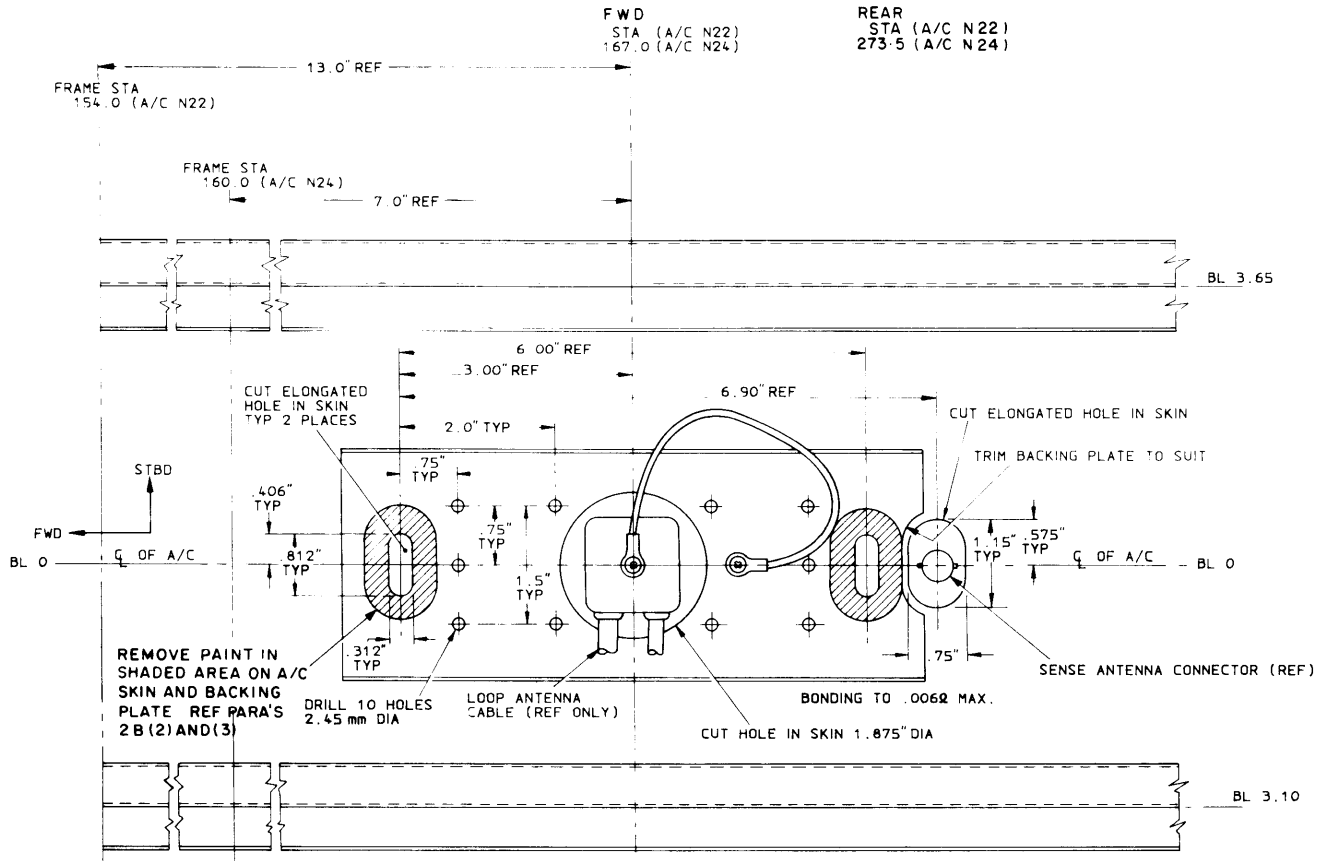 FWD
STA (A/C N22)
167.0 (A/C N24)
REAR
STA (A/C N22)
273.5 (A/C N24)
13.0" REF
FRAME STA
154.0 (A/C N22)
FRAME STA
160.0 (A/C N24)
7.0" REF
BL 3.65
6.00" REF
3.00" REF
6.90" REF
CUT ELONGATED
HOLE IN SKIN
TYP 2 PLACES
CUT ELONGATED HOLE IN SKIN
2.0" TYP
TRIM BACKING PLATE TO SUIT
STBD
.75"
TYP
.406"
TYP
FWD
.75"
TYP
1.15"
TYP
.575"
TYP
BL 0
℄ OF A/C
.812"
TYP
1.5"
TYP
℄ OF A/C
BL 0
.312"
TYP
.75"
REMOVE PAINT IN
SHADED AREA ON A/C
SKIN AND BACKING
PLATE REF PARA'S
2B(2)AND(3)
DRILL 10 HOLES
2.45 mm DIA
LOOP ANTENNA
CABLE (REF ONLY)
BONDING TO .006Ω MAX.
SENSE ANTENNA CONNECTOR (REF)
CUT HOLE IN SKIN 1.875" DIA
BL 3.10